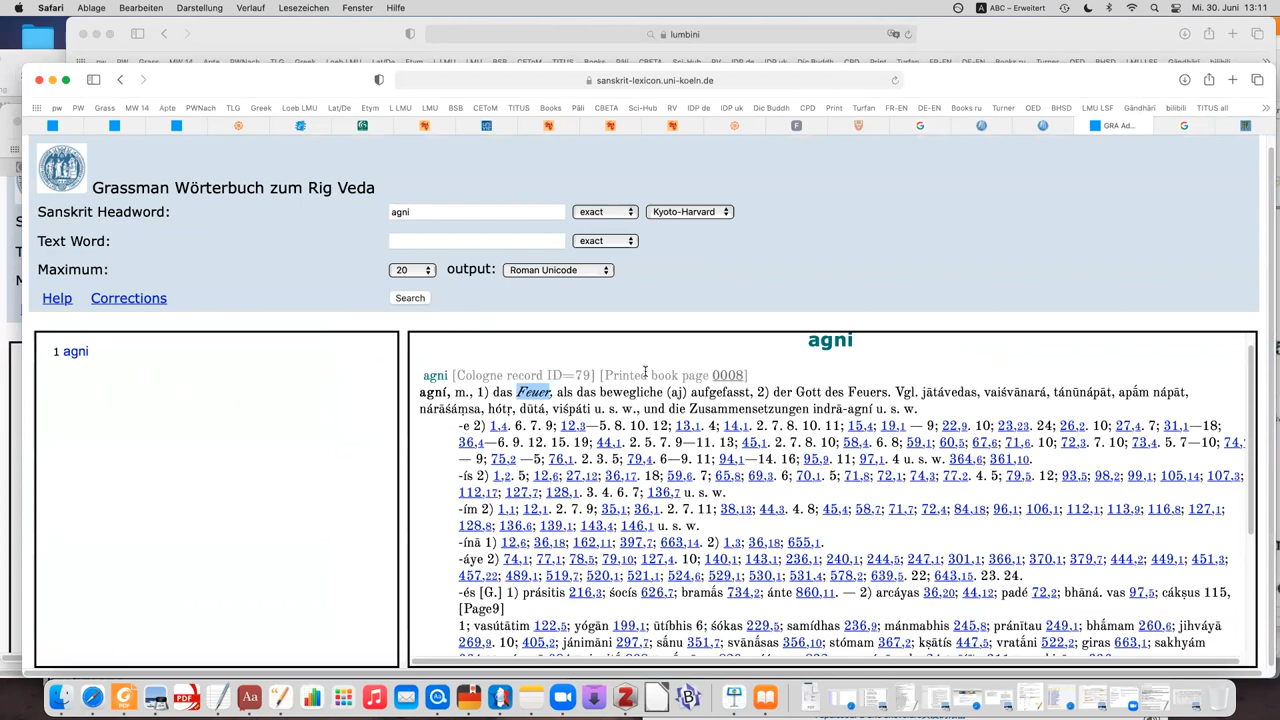 Safari Ablage Bearbeiten Darstellung Verlauf Lesezeichen Fenster Hilfe ABC – Erweitert Mi. 30. Juni 13:11
lumbini
sanskrit-lexicon.uni-koeln.de
pw PW Grass MW 14 Apte PWNach TLG Greek Loeb LMU Lat/De Etym L LMU LMU BSB CEToM TITUS Books Pāli CBETA Sci-Hub RV IDP de IDP uk Dic Buddh CPD Print Turfan FR-EN DE-EN Books ru Turner OED BHSD LMU LSF Gāndhārī bilibili TITUS all
GRA Ad...
Grassman Wörterbuch zum Rig Veda
Sanskrit Headword: agni exact Kyoto-Harvard
Text Word: exact
Maximum: 20 output: Roman Unicode
Help Corrections Search
1 agni
agni
agni [Cologne record ID=79] [Printed book page 0008]
agní, m., 1) das Feuer, als das bewegliche (aj) aufgefasst, 2) der Gott des Feuers. Vgl. jātávedas, vaiśvānará, tánūnápāt, apā́m nápāt,
nárāśáṃsa, hótṛ, dūtá, viśpáti u. s. w., und die Zusammensetzungen indrā-agní u. s. w.
-e 2) 1,4. 6. 7. 9; 12,3—5. 8. 10. 12; 13,1. 4; 14,1. 2. 7. 8. 10. 11; 15,4; 19,1 — 9; 22,9. 10; 23,23. 24; 26,2. 10; 27,4. 7; 31,1—18;
36,4—6. 9. 12. 15. 19; 44,1. 2. 5. 7. 9—11. 13; 45,1. 2. 7. 8. 10; 58,4. 6. 8; 59,1; 60,5; 67,6; 71,6. 10; 72,3. 7. 10; 73,4. 5. 7—10; 74,
— 9; 75,2 —5; 76,1. 2. 3. 5; 79,4. 6—9. 11; 94,1—14. 16; 95,9. 11; 97,1. 4 u. s. w. 364,6; 361,10.
-ís 2) 1,2. 5; 12,6; 27,12; 36,17. 18; 59,6. 7; 65,8; 69,3. 6; 70,1. 5; 71,8; 72,1; 74,3; 77,2. 4. 5; 79,5. 12; 93,5; 98,2; 99,1; 105,14; 107,3;
112,17; 127,7; 128,1. 3. 4. 6. 7; 136,7 u. s. w.
-ím 2) 1,1; 12,1. 2. 7. 9; 35,1; 36,1. 2. 7. 11; 38,13; 44,3. 4. 8; 45,4; 58,7; 71,7; 72,4; 84,18; 96,1; 106,1; 112,1; 113,9; 116,8; 127,1;
128,8; 136,6; 139,1; 143,4; 146,1 u. s. w.
-ínā 1) 12,6; 36,18; 162,11; 397,7; 663,14. 2) 1,3; 36,18; 655,1.
-áye 2) 74,1; 77,1; 78,5; 79,10; 127,4. 10; 140,1; 143,1; 236,1; 240,1; 244,5; 247,1; 301,1; 366,1; 370,1; 379,7; 444,2; 449,1; 451,3;
457,22; 489,1; 519,7; 520,1; 521,1; 524,6; 529,1; 530,1; 531,4; 578,2; 639,5. 22; 643,15. 23. 24.
-és [G.] 1) prásitis 216,3; śocís 626,7; bramás 734,2; ánte 860,11. — 2) arcáyas 36,20; 44,12; padé 72,2; bhāná. vas 97,5; cákṣus 115,
[Page9]
1; vasútātim 122,5; yógān 199,1; ūtíbhis 6; śókas 229,5; samídhas 236,9; mánmabhis 245,8; pránītau 249,1; bhā́mam 260,6; jihváyā
269,9. 10; 405,2; jánimāni 297,7; sā́nu 351,7; svānā́sas 356,10; stómam 367,2; kṣātís 447,5; vratā́ni 522,2; giras 663,1; sakhyám